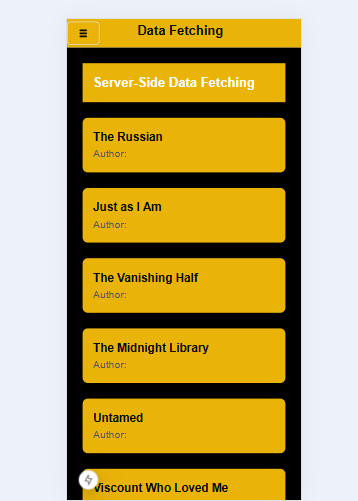 Data Fetching
Server-Side Data Fetching
The Russian
Author:
Just as I Am
Author:
The Vanishing Half
Author:
The Midnight Library
Author:
Untamed
Author:
Viscount Who Loved Me